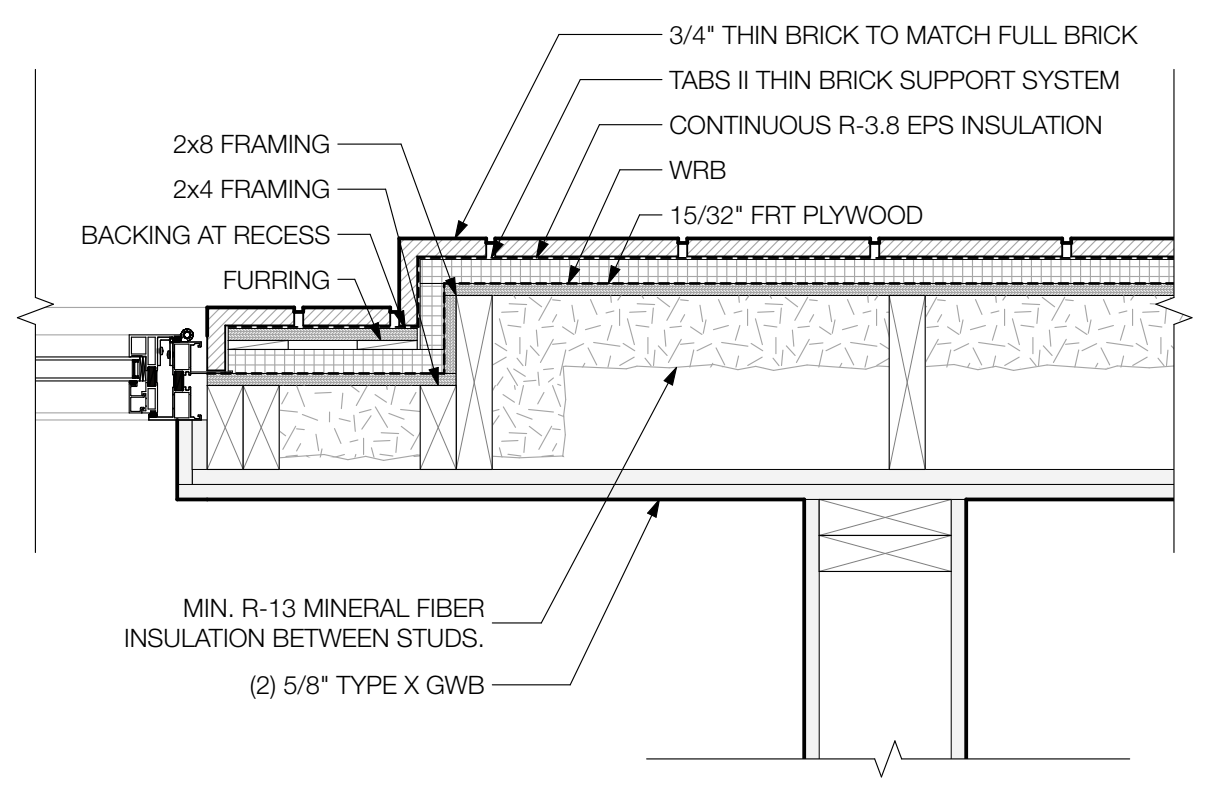 3/4" THIN BRICK TO MATCH FULL BRICK
TABS II THIN BRICK SUPPORT SYSTEM
CONTINUOUS R-3.8 EPS INSULATION
WRB
15/32" FRT PLYWOOD
2x8 FRAMING
2x4 FRAMING
BACKING AT RECESS
FURRING
MIN. R-13 MINERAL FIBER
INSULATION BETWEEN STUDS.
(2) 5/8" TYPE X GWB